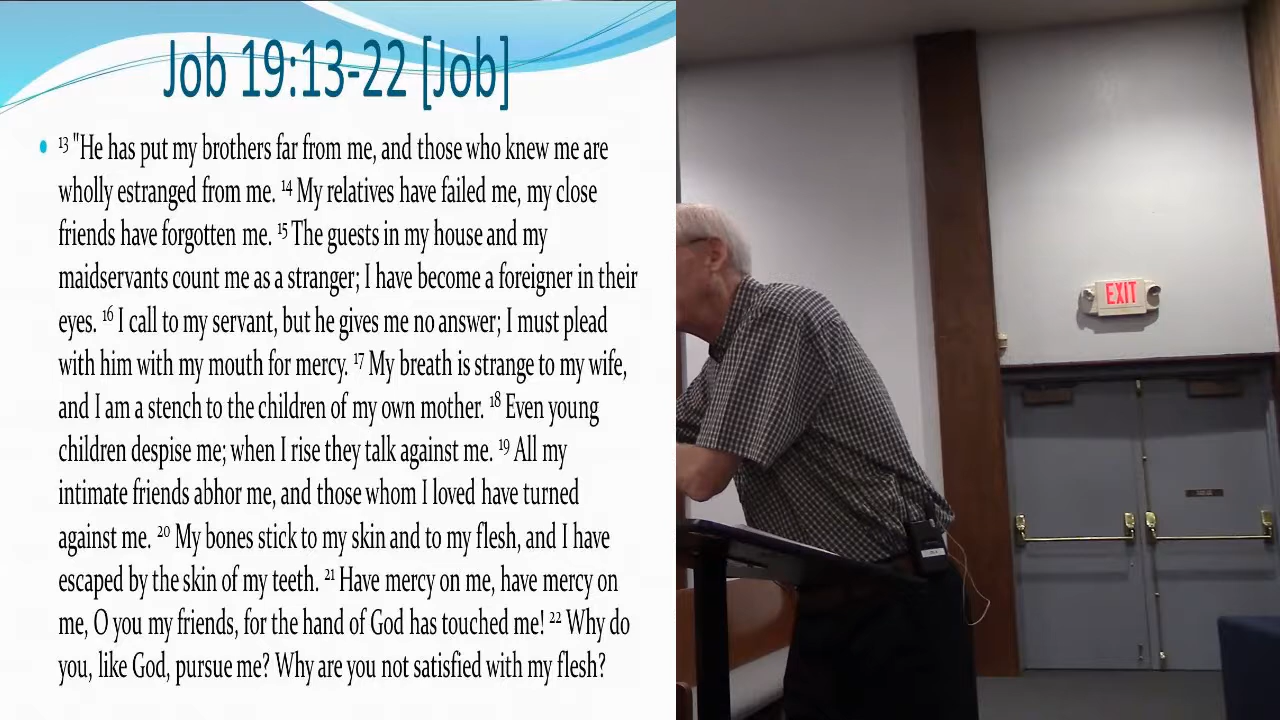 Job 19:13-22 [Job]
• 13 "He has put my brothers far from me, and those who knew me are
wholly estranged from me. 14 My relatives have failed me, my close
friends have forgotten me. 15 The guests in my house and my
maidservants count me as a stranger; I have become a foreigner in their
eyes. 16 I call to my servant, but he gives me no answer; I must plead
with him with my mouth for mercy. 17 My breath is strange to my wife,
and I am a stench to the children of my own mother. 18 Even young
children despise me; when I rise they talk against me. 19 All my
intimate friends abhor me, and those whom I loved have turned
against me. 20 My bones stick to my skin and to my flesh, and I have
escaped by the skin of my teeth. 21 Have mercy on me, have mercy on
me, O you my friends, for the hand of God has touched me! 22 Why do
you, like God, pursue me? Why are you not satisfied with my flesh?
EXIT